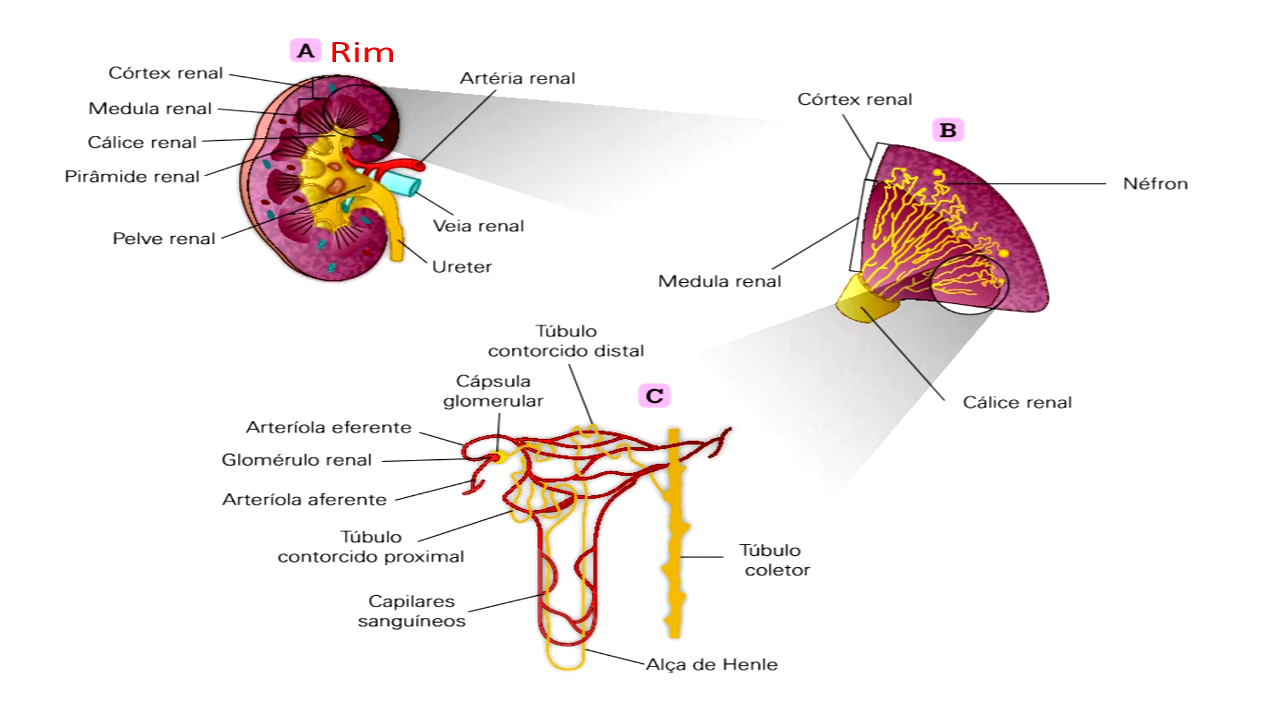 A Rim
Córtex renal
Medula renal
Cálice renal
Pirâmide renal
Pelve renal
Artéria renal
Veia renal
Ureter
B
Córtex renal
Néfron
Medula renal
Cálice renal
C
Túbulo
contorcido distal
Cápsula
glomerular
Arteríola eferente
Glomérulo renal
Arteríola aferente
Túbulo
contorcido proximal
Capilares
sanguíneos
Túbulo
coletor
Alça de Henle